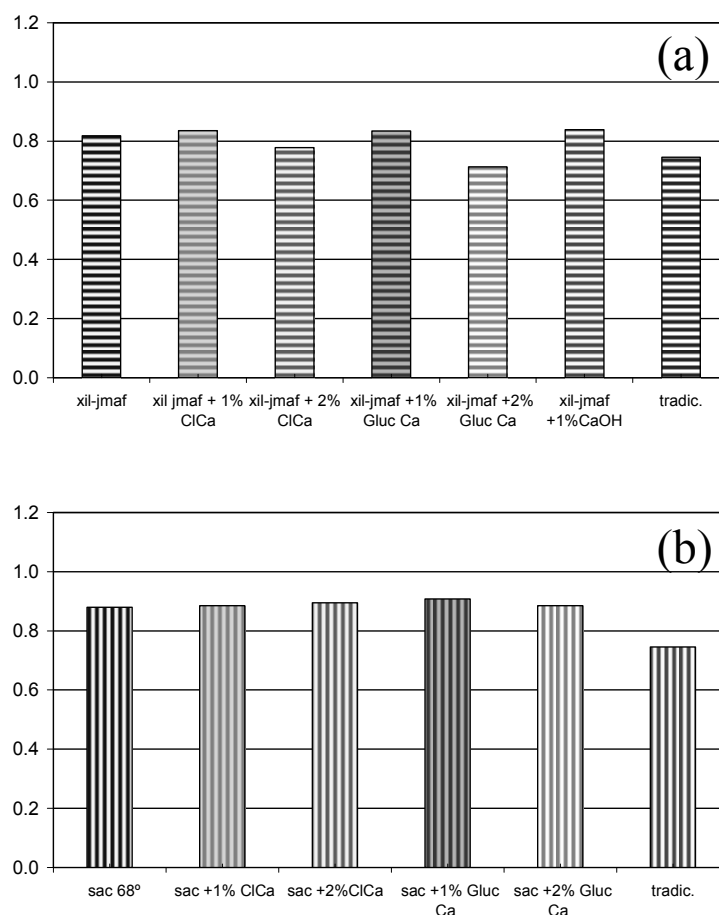 1.2
(a)
1.0
0.8
0.6
0.4
0.2
0.0
xil-jmaf xil jmaf + 1% xil-jmaf + 2% xil-jmaf +1% xil-jmaf +2% xil-jmaf tradic.
ClCa ClCa Gluc Ca Gluc Ca +1%CaOH
1.2
(b)
1.0
0.8
0.6
0.4
0.2
0.0
sac 68º sac +1% ClCa sac +2%ClCa sac +1% Gluc sac +2% Gluc tradic.
Ca Ca